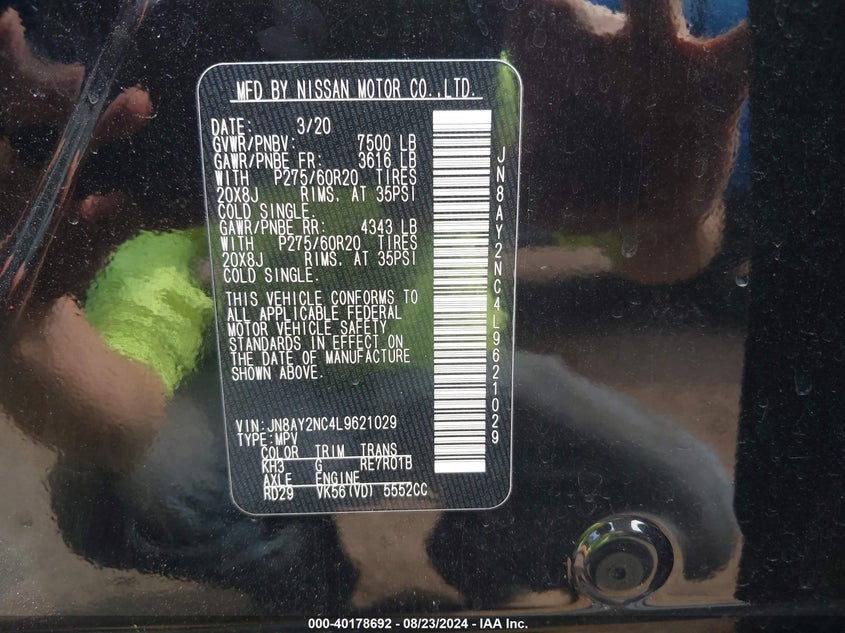 MFD BY NISSAN MOTOR CO.,LTD.
DATE: 3/20
GVWR/PNBV: 7500 LB
GAWR/PNBE FR: 3616 LB
WITH P275/60R20 TIRES
20X8J RIMS. AT 35PSI
COLD SINGLE.
GAWR/PNBE RR: 4343 LB
WITH P275/60R20 TIRES
20X8J RIMS. AT 35PSI
COLD SINGLE.
THIS VEHICLE CONFORMS TO
ALL APPLICABLE FEDERAL
MOTOR VEHICLE SAFETY
STANDARDS IN EFFECT ON
THE DATE OF MANUFACTURE
SHOWN ABOVE.
VIN:JN8AY2NC4L9621029
TYPE:MPV
COLOR TRIM TRANS
KH3 G RE7R01B
AXLE ENGINE
RD29 VK56(VD) 5552CC
JN8AY2NC4L9621029
000-40178692 - 08/23/2024 - IAA Inc.